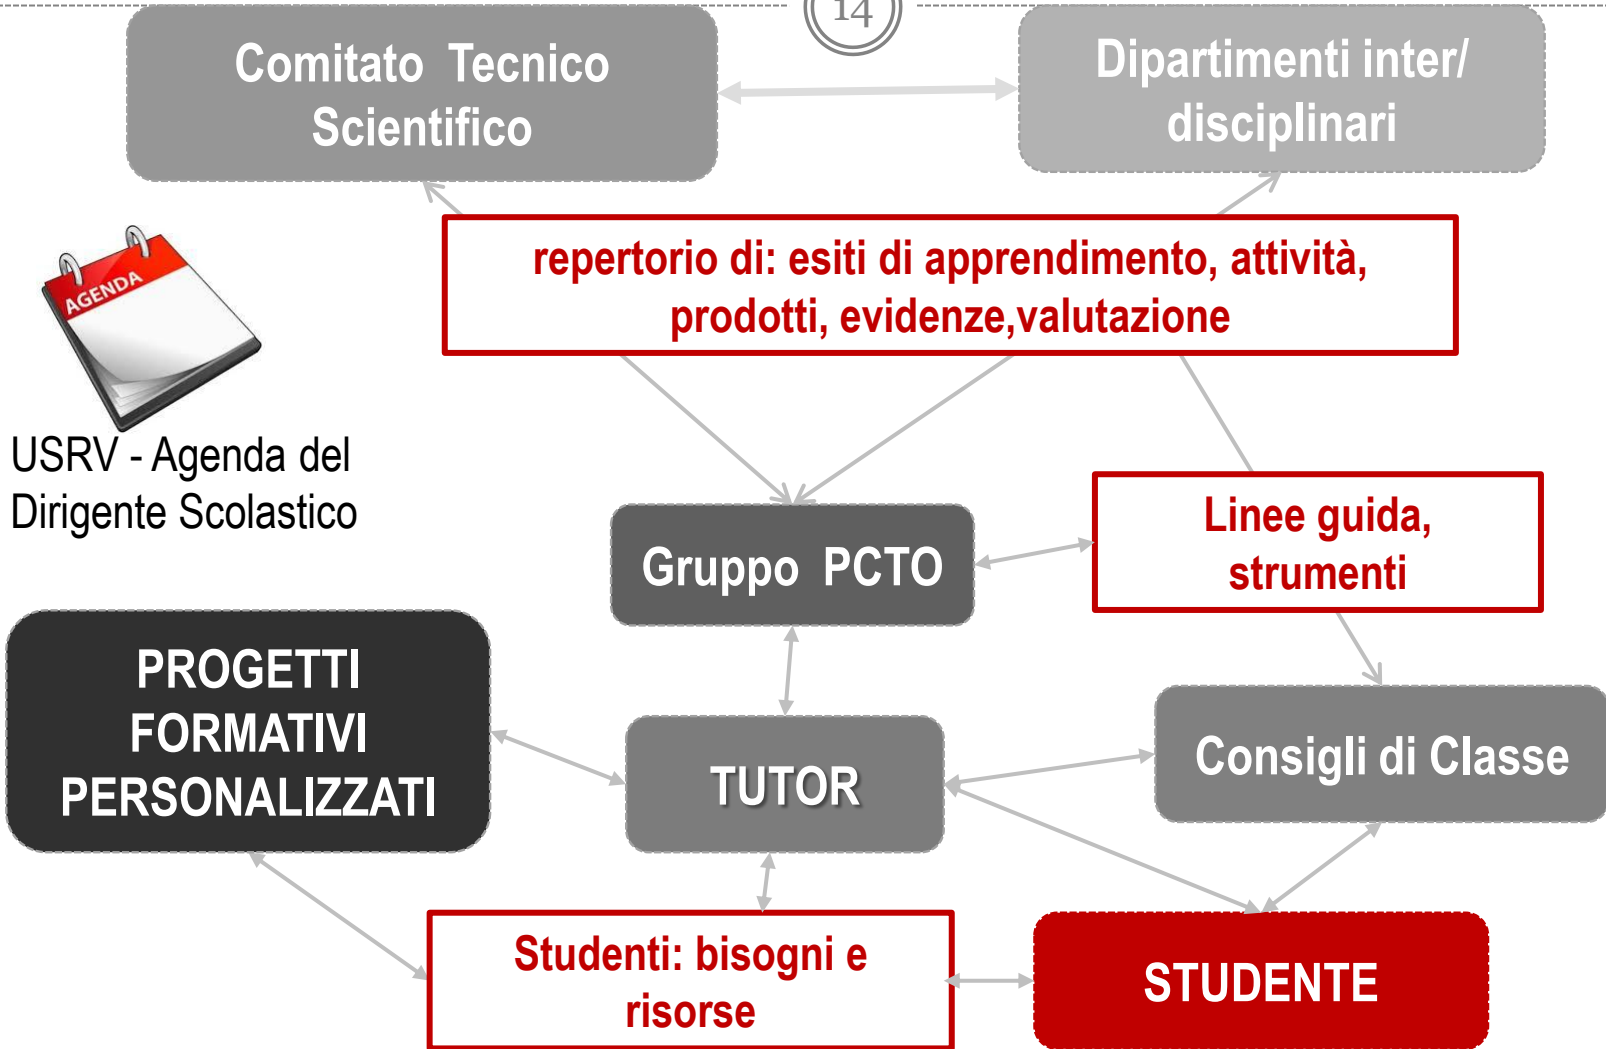 14
Comitato Tecnico
Scientifico
Dipartimenti inter/
disciplinari
repertorio di: esiti di apprendimento, attività,
prodotti, evidenze,valutazione
AGENDA
USRV - Agenda del
Dirigente Scolastico
Linee guida,
strumenti
Gruppo PCTO
PROGETTI
FORMATIVI
PERSONALIZZATI
TUTOR
Consigli di Classe
Studenti: bisogni e
risorse
STUDENTE